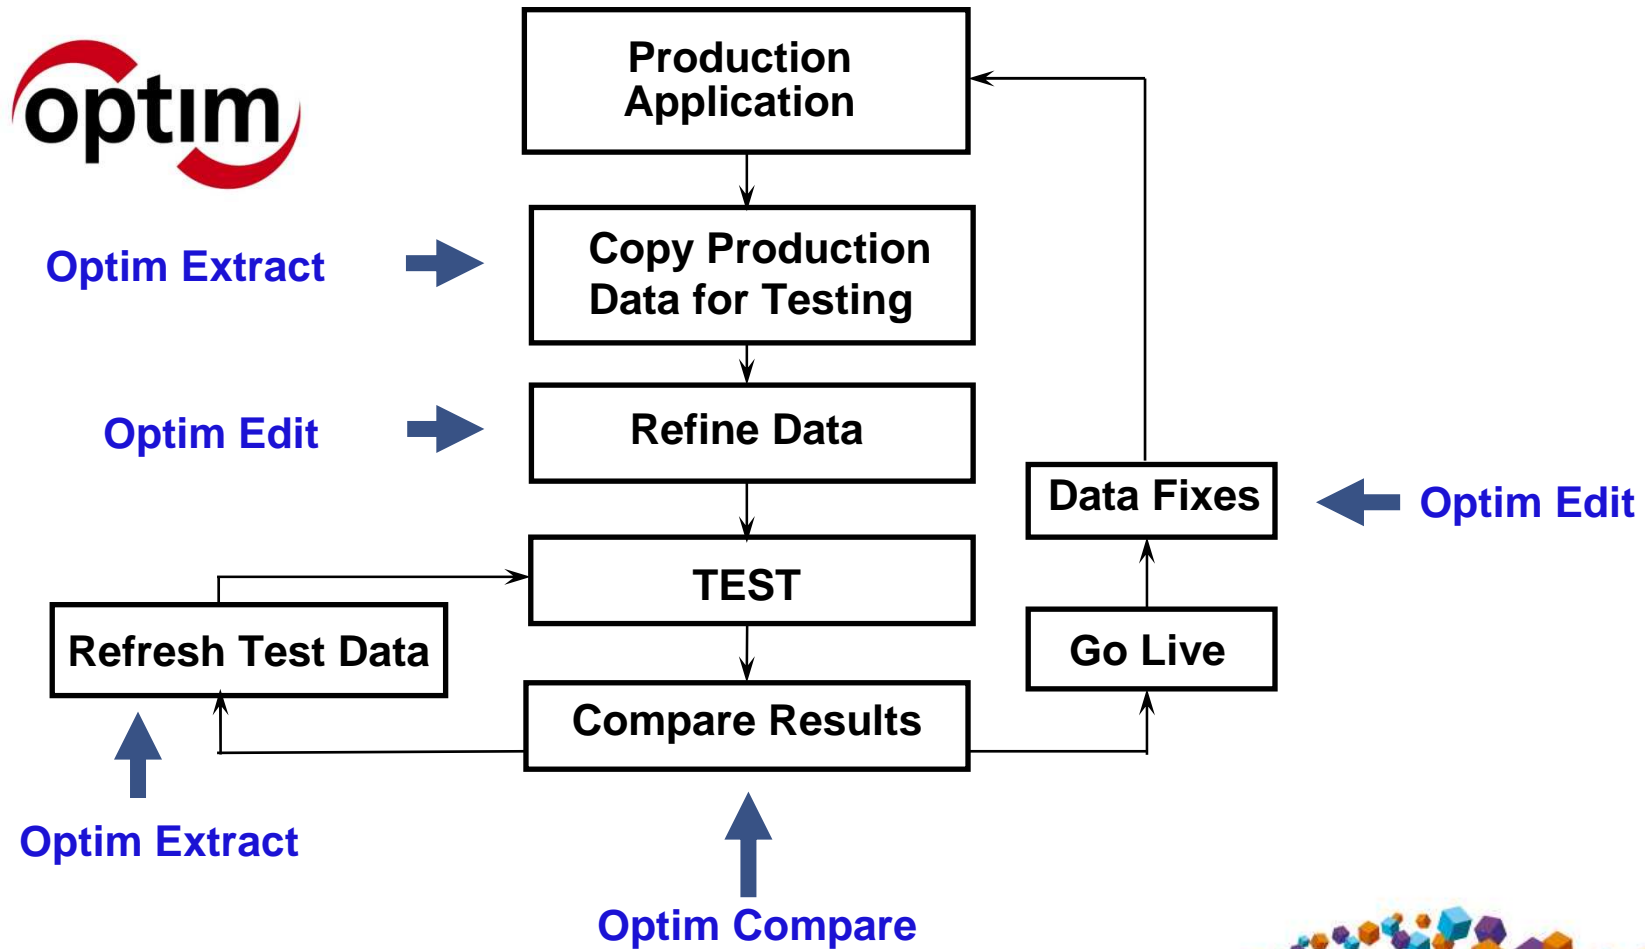 optim
Production
Application
Optim Extract
Copy Production
Data for Testing
Optim Edit
Refine Data
Data Fixes
Optim Edit
TEST
Refresh Test Data
Go Live
Compare Results
Optim Extract
Optim Compare